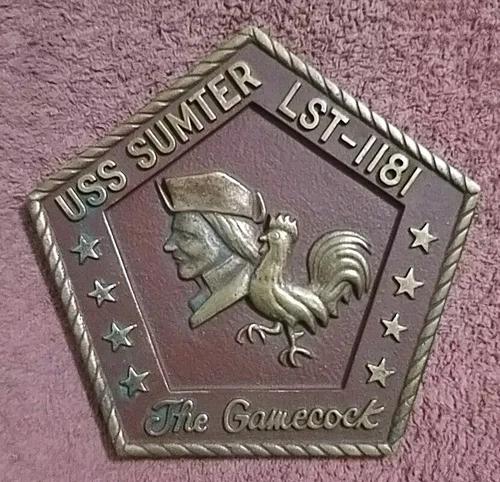 USS SUMTER
LST-1181
The Gamecock